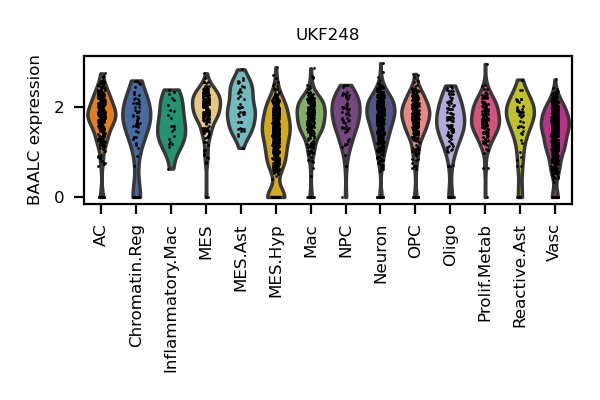 UKF248
BAALC expression
2
0
AC
Chromatin.Reg
Inflammatory.Mac
MES
MES.Ast
MES.Hyp
Mac
NPC
Neuron
OPC
Oligo
Prolif.Metab
Reactive.Ast
Vasc